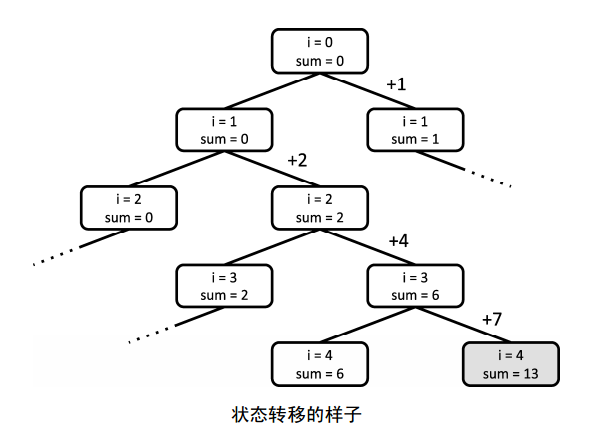 i = 0
sum = 0
+1
i = 1
sum = 0
i = 1
sum = 1
+2
i = 2
sum = 0
i = 2
sum = 2
+4
i = 3
sum = 2
i = 3
sum = 6
+7
i = 4
sum = 6
i = 4
sum = 13
状态转移的样子